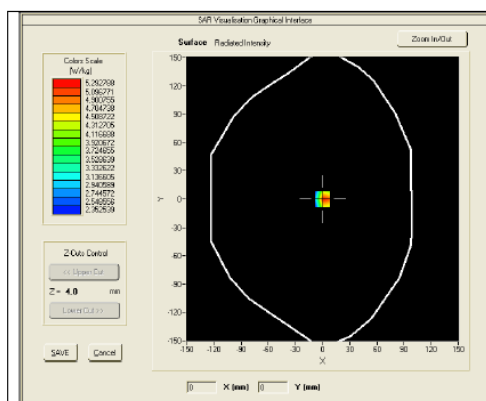 SAR Visualisation Graphical Interface
Surface Radiated Intensity
Zoom In/Out
Colors Scale
[W/kg]
5.292788
5.096771
4.900755
4.704738
4.508722
4.312705
4.116688
3.920672
3.724655
3.528639
3.332622
3.136605
2.940589
2.744572
2.548556
2.352539
Z-Cuts Control
<< Upper Cut
Z = 4.0 mm
Lower Cut >>
SAVE Cancel
150
120
90
60
30
Y 0
-30
-60
-90
-120
-150
-150 -120 -90 -60 -30 0 30 60 90 120 150
X
0 X (mm) 0 Y (mm)